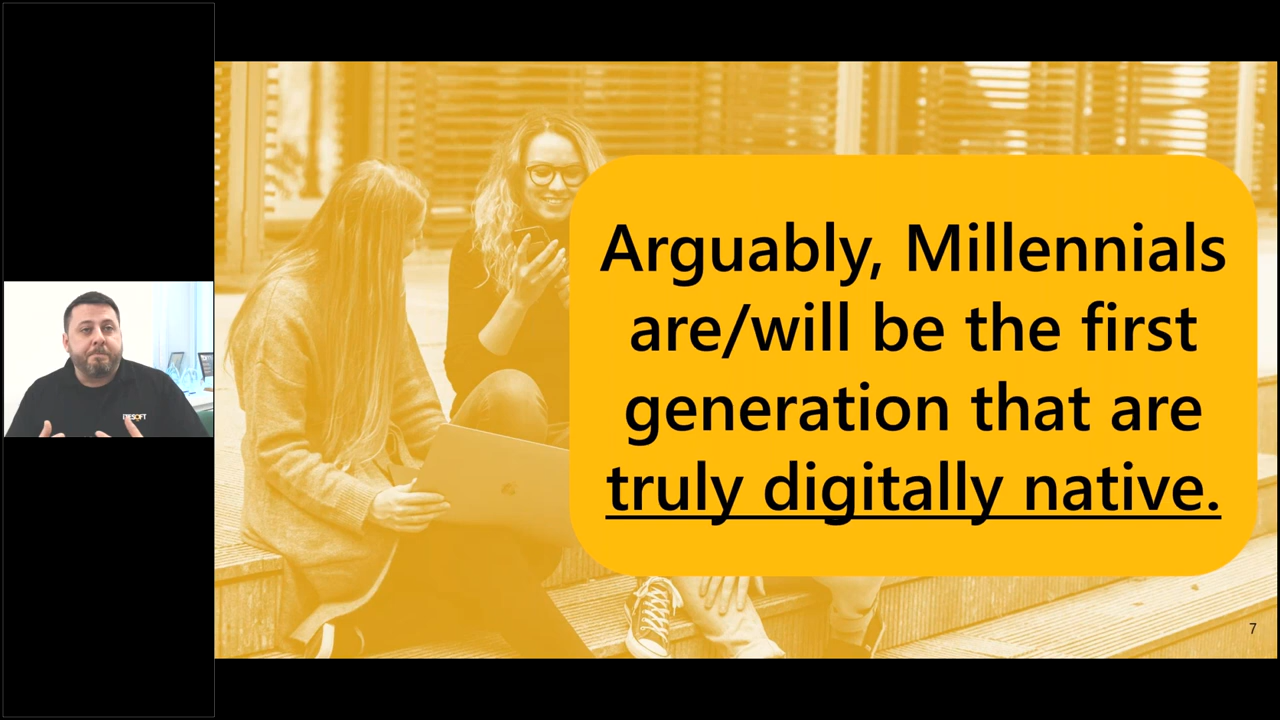 Arguably, Millennials
are/will be the first
generation that are
truly digitally native.
7